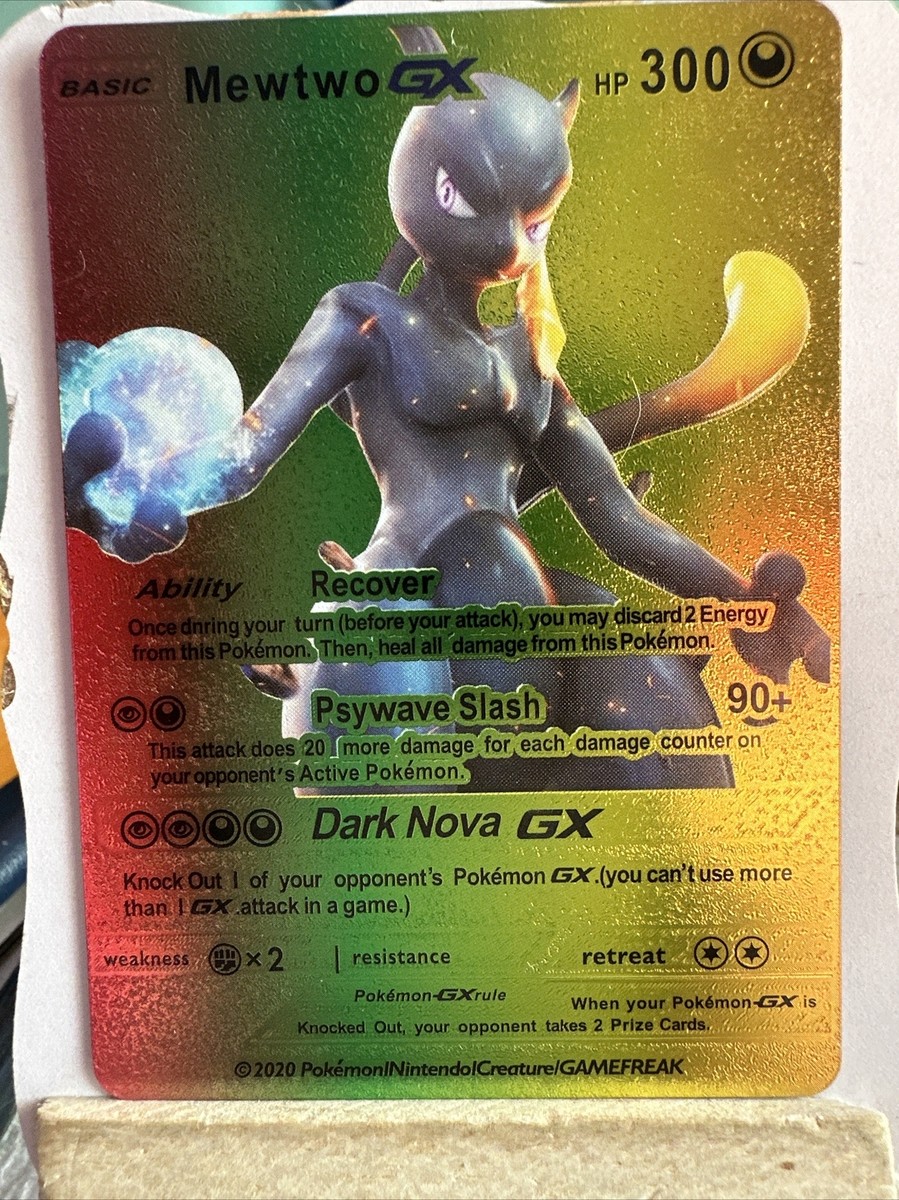 BASIC Mewtwo GX HP 300
Ability Recover
Once dnring your turn (before your attack), you may discard 2 Energy
from this Pokémon. Then, heal all damage from this Pokémon.
Psywave Slash 90+
This attack does 20 more damage for each damage counter on
your opponent's Active Pokémon.
Dark Nova GX
Knock Out I of your opponent's Pokémon GX.(you can't use more
than I GX.attack in a game.)
weakness ×2 | resistance retreat
Pokémon-GXrule When your Pokémon-GX is
Knocked Out, your opponent takes 2 Prize Cards.
©2020 Pokémon|Nintendo|Creature/GAMEFREAK